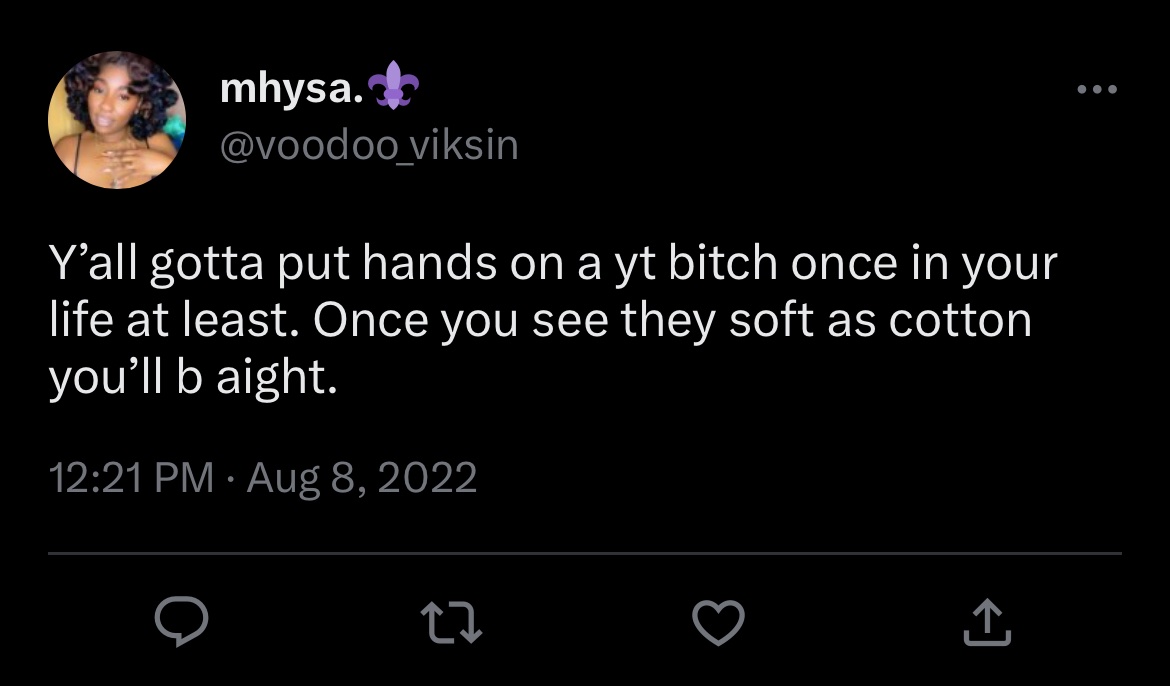 mhysa.⚜
@voodoo_viksin
Y’all gotta put hands on a yt bitch once in your
life at least. Once you see they soft as cotton
you’ll b aight.
12:21 PM · Aug 8, 2022